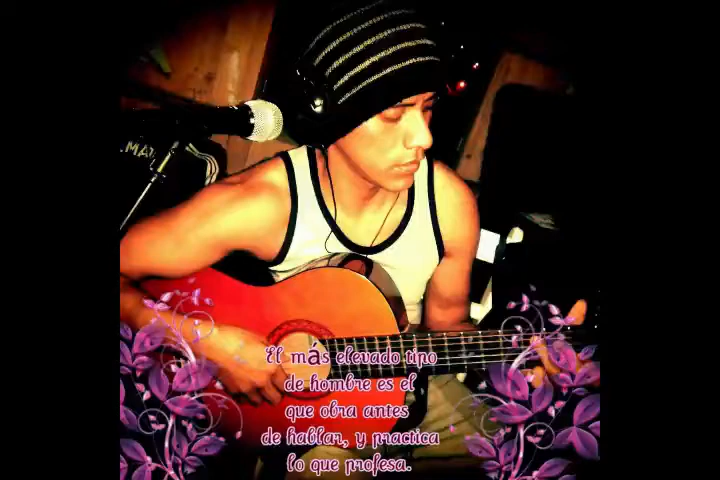 El más elevado tipo
de hombre es el
que obra antes
de hablar, y practica
lo que profesa.